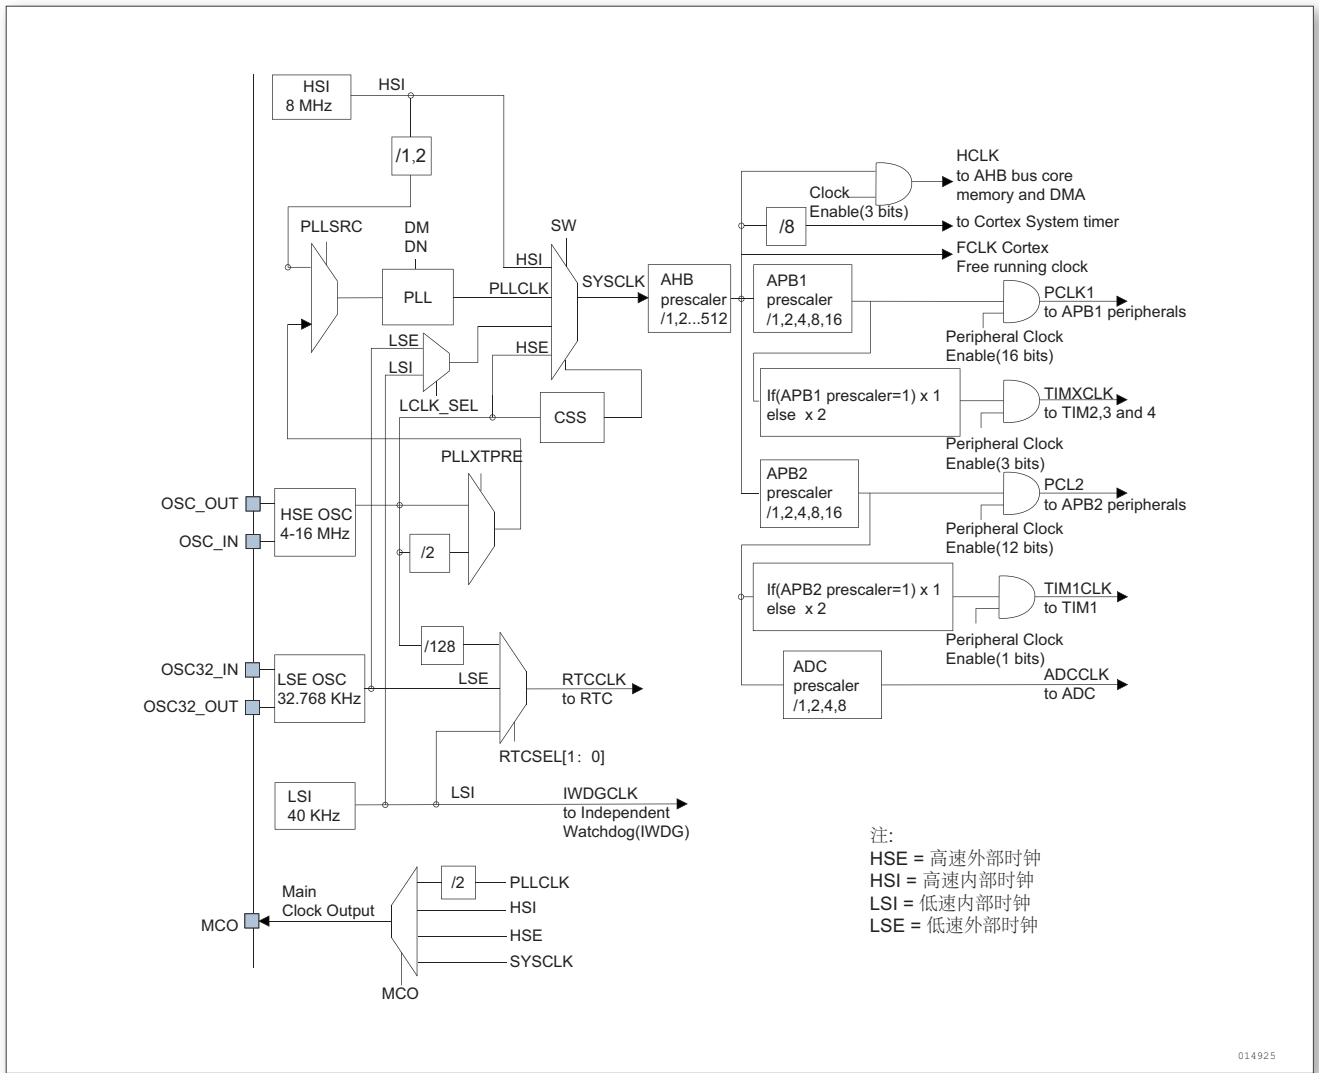 HSI
8 MHz
HSI
/1,2
PLLSRC
DM
DN
PLL
PLLCLK
HSI
SW
SYSCLK
LSE
LSI
HSE
LCLK_SEL
CSS
AHB
prescaler
/1,2...512
Clock
Enable(3 bits)
HCLK
to AHB bus core
memory and DMA
/8
to Cortex System timer
FCLK Cortex
Free running clock
APB1
prescaler
/1,2,4,8,16
PCLK1
to APB1 peripherals
Peripheral Clock
Enable(16 bits)
If(APB1 prescaler=1) x 1
else x 2
TIMXCLK
to TIM2,3 and 4
Peripheral Clock
Enable(3 bits)
APB2
prescaler
/1,2,4,8,16
PCL2
to APB2 peripherals
Peripheral Clock
Enable(12 bits)
If(APB2 prescaler=1) x 1
else x 2
TIM1CLK
to TIM1
Peripheral Clock
Enable(1 bits)
ADC
prescaler
/1,2,4,8
ADCCLK
to ADC
PLLXTPRE
OSC_OUT
OSC_IN
HSE OSC
4-16 MHz
/2
/128
OSC32_IN
OSC32_OUT
LSE OSC
32.768 KHz
LSE
RTCCLK
to RTC
RTCSEL[1：0]
LSI
40 KHz
LSI
IWDGCLK
to Independent
Watchdog(IWDG)
Main
Clock Output
MCO
/2
PLLCLK
HSI
HSE
SYSCLK
MCO
注:
HSE = 高速外部时钟
HSI = 高速内部时钟
LSI = 低速内部时钟
LSE = 低速外部时钟
014925